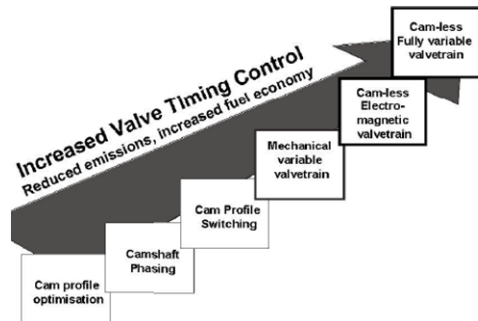 Cam-less
Fully variable
valvetrain
Increased Valve Timing Control
Reduced emissions, increased fuel economy
Cam-less
Electro-
magnetic
valvetrain
Mechanical
variable
valvetrain
Cam Profile
Switching
Camshaft
Phasing
Cam profile
optimisation